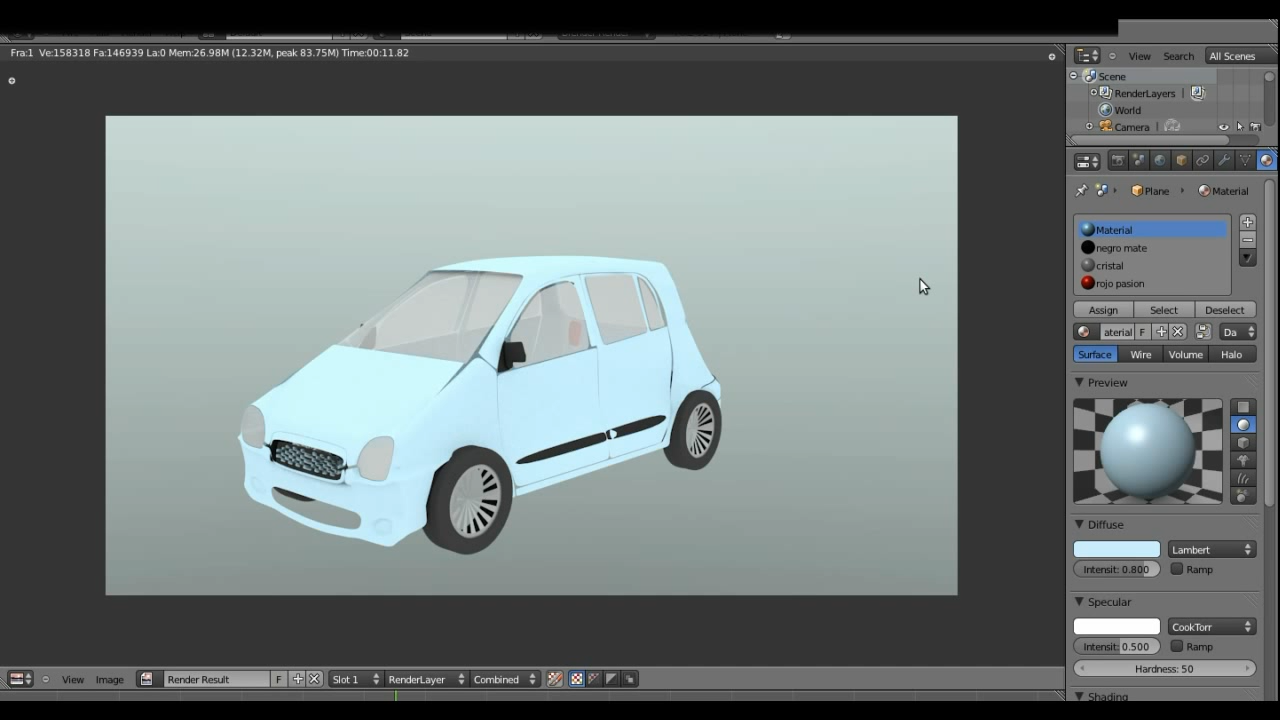 Fra:1 Ve:158318 Fa:146939 La:0 Mem:26.98M (12.32M, peak 83.75M) Time:00:11.82
View Search All Scenes
Scene
RenderLayers
World
Camera
Plane Material
Material
negro mate
cristal
rojo pasion
Assign Select Deselect
aterial F Da
Surface Wire Volume Halo
Preview
Diffuse
Lambert
Intensit: 0.800 Ramp
Specular
CookTorr
Intensit: 0.500 Ramp
Hardness: 50
Shading
View Image Render Result F Slot 1 RenderLayer Combined